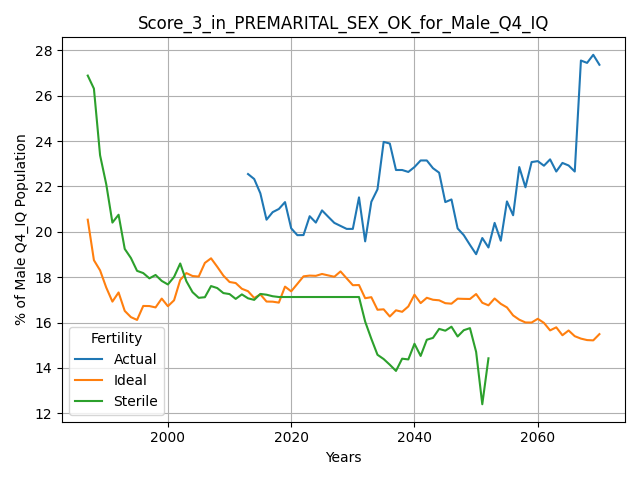 Score_3_in_PREMARITAL_SEX_OK_for_Male_Q4_IQ
% of Male Q4_IQ Population
28
26
24
22
20
18
16
14
12
Fertility
Actual
Ideal
Sterile
2000 2020 2040 2060
Years